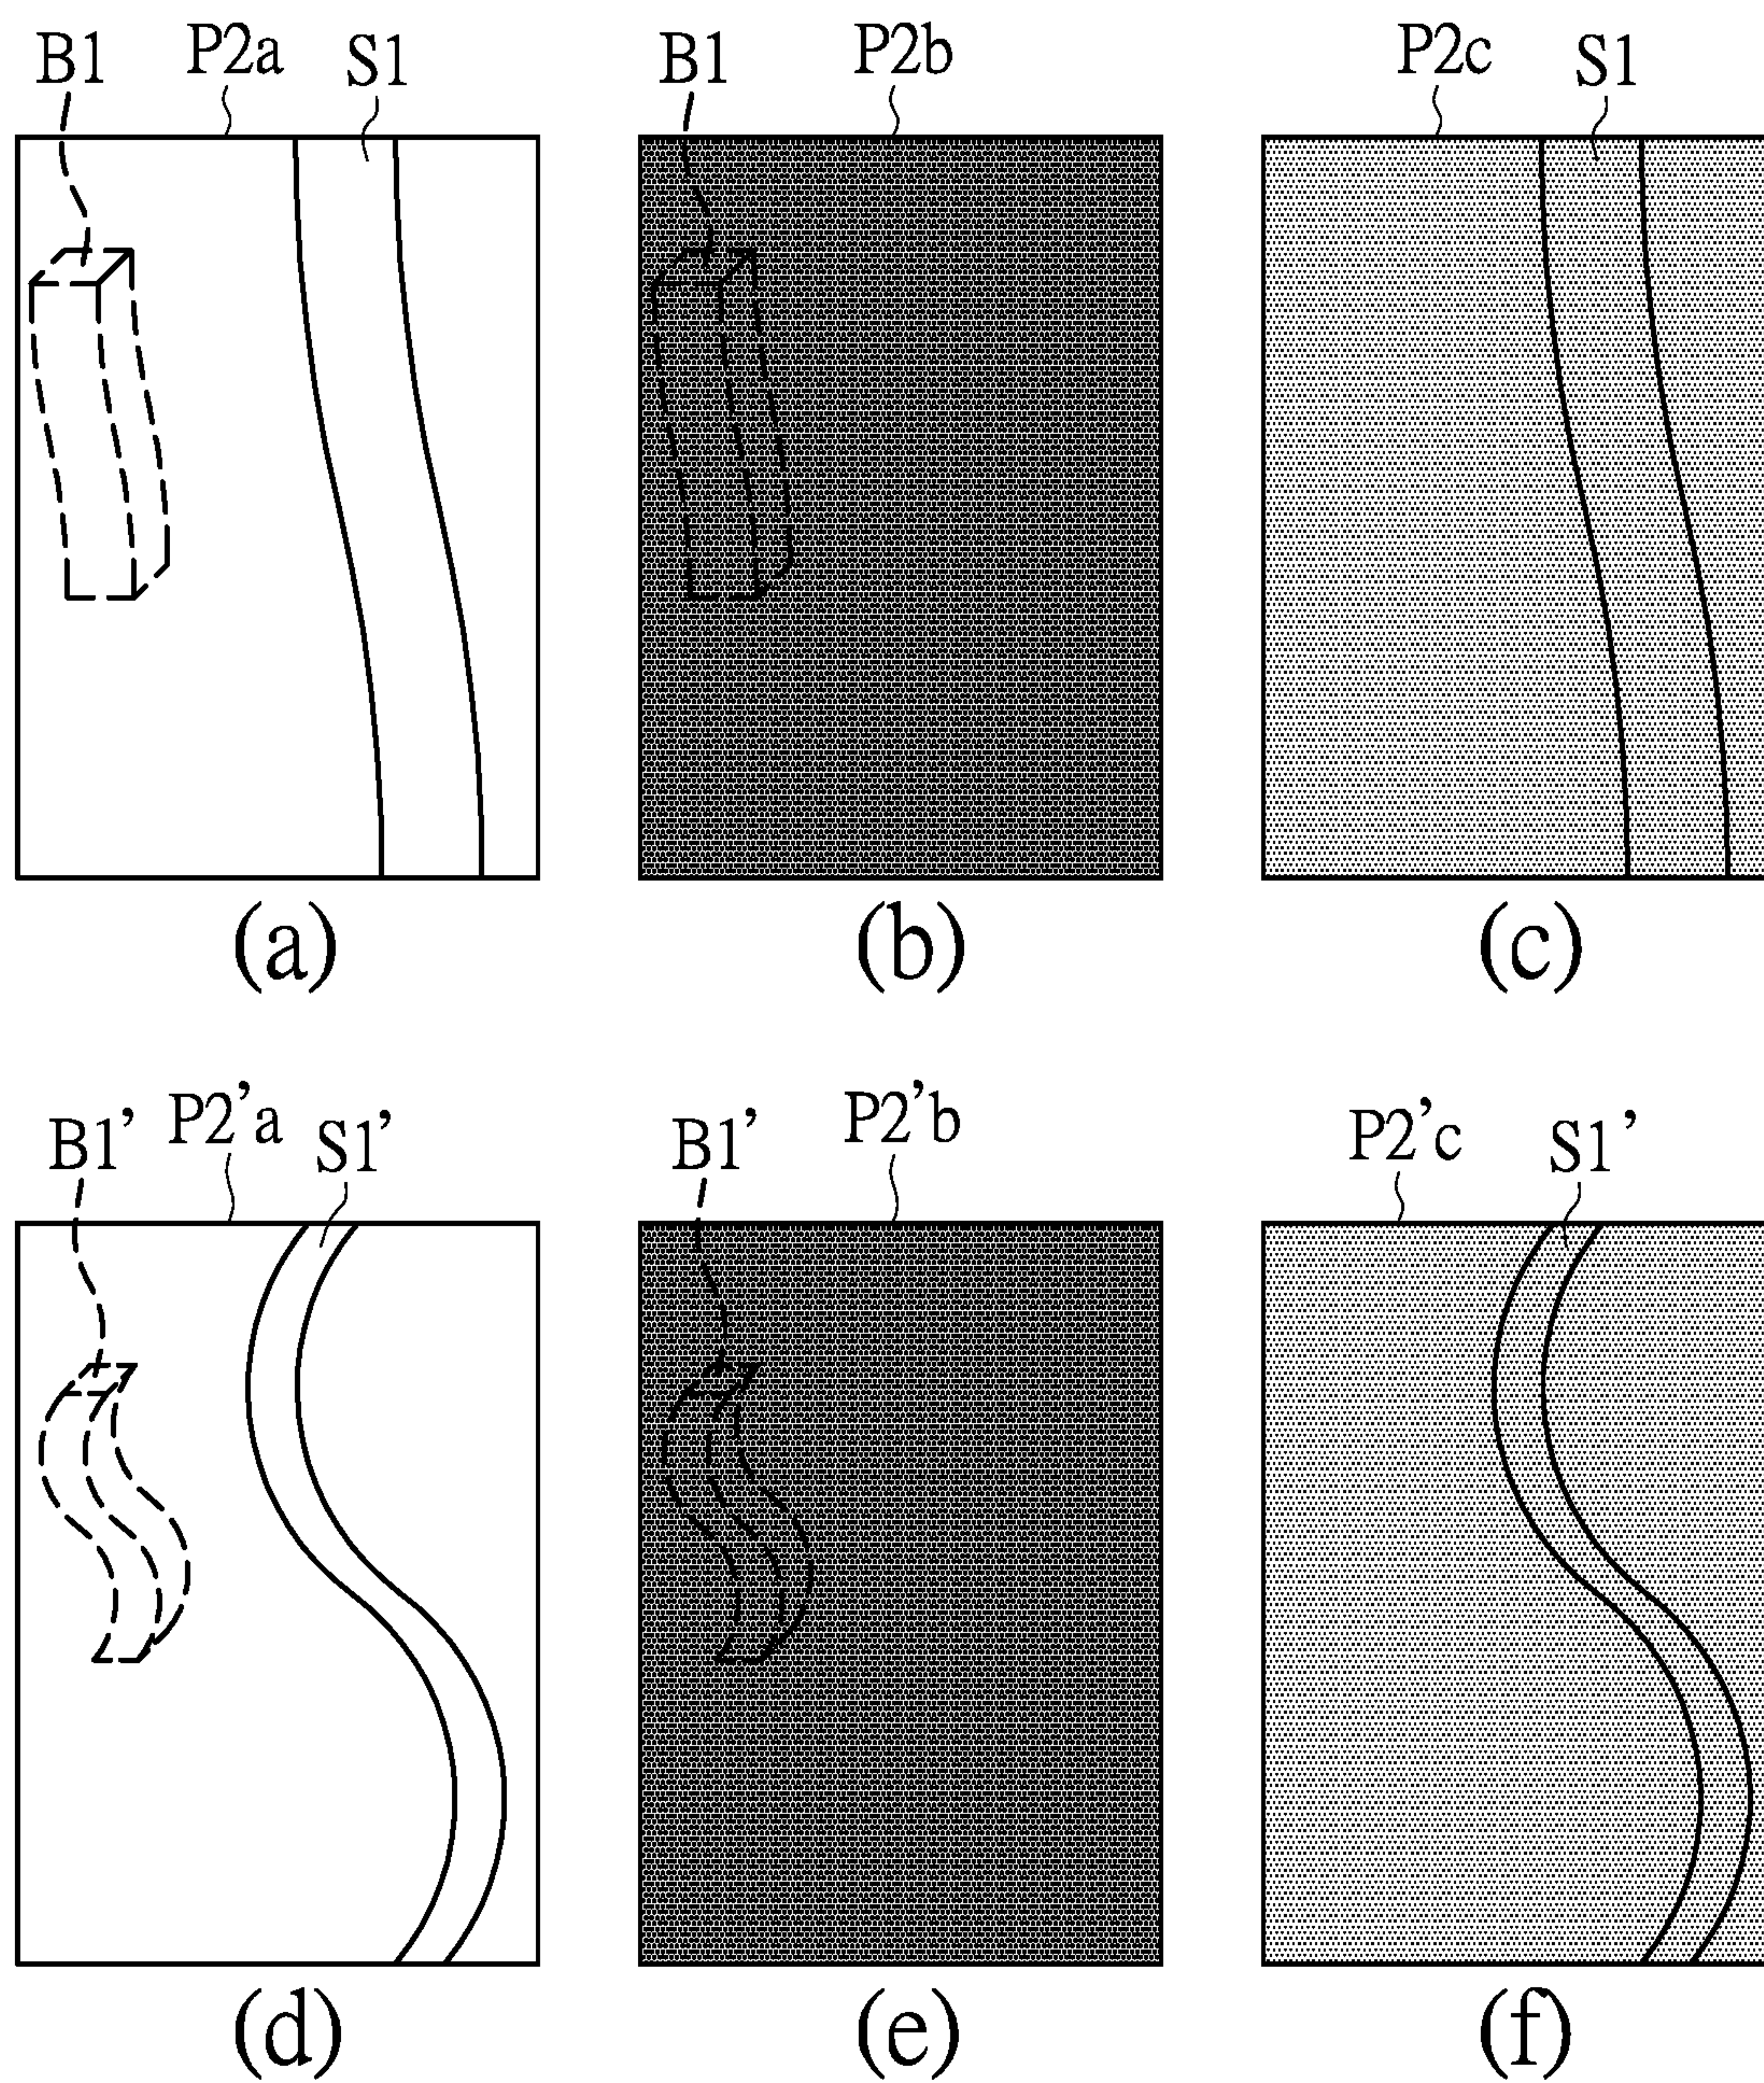 B1 P2a S1 B1 P2b P2c S1
(a) (b) (c)
B1’ P2’a S1’ B1’ P2’b P2’c S1’
(d) (e) (f)